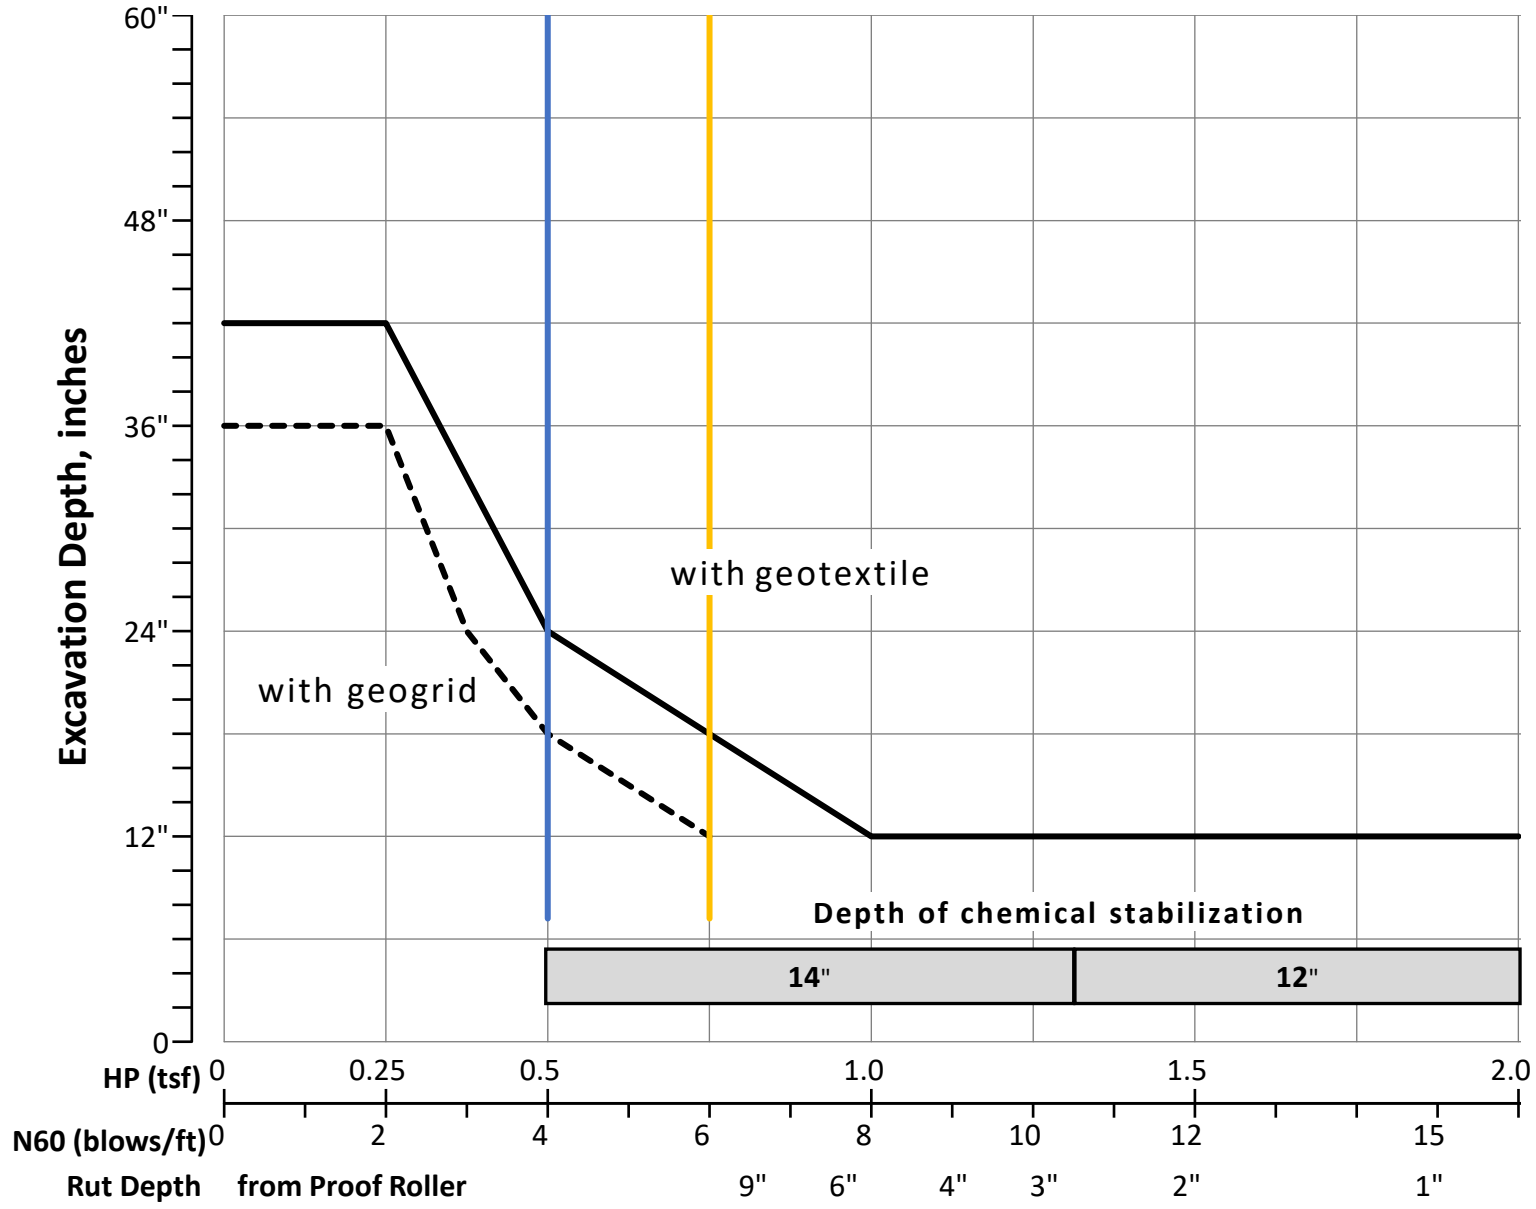 60"
48"
36"
24"
12"
0
Excavation Depth, inches
with geotextile
with geogrid
Depth of chemical stabilization
14" 12"
HP (tsf) 0 0.25 0.5 1.0 1.5 2.0
N60 (blows/ft) 0 2 4 6 8 10 12 15
Rut Depth from Proof Roller 9" 6" 4" 3" 2" 1"